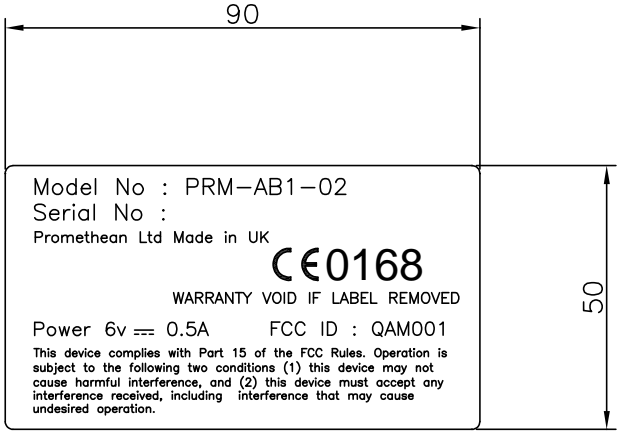 90
Model No : PRM-AB1-02
Serial No :
Promethean Ltd Made in UK
CE0168
WARRANTY VOID IF LABEL REMOVED
Power 6v ⎓ 0.5A FCC ID : QAM001
This device complies with Part 15 of the FCC Rules. Operation is
subject to the following two conditions (1) this device may not
cause harmful interference, and (2) this device must accept any
interference received, including interference that may cause
undesired operation.
50